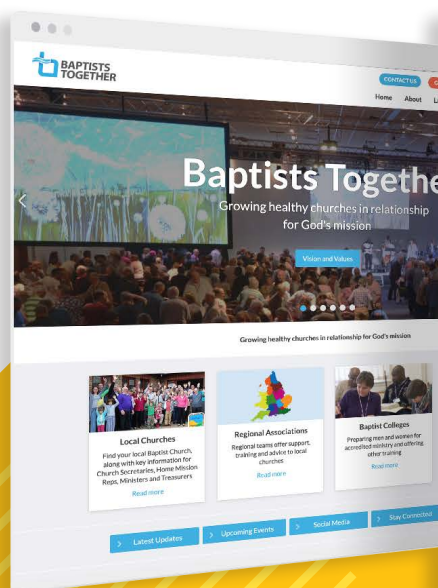 BAPTISTS
TOGETHER
CONTACT US
Home About
Baptists Togethe
Growing healthy churches in relationship
for God's mission
Vision and Values
Growing healthy churches in relationship for God's mission
Local Churches
Find your local Baptist Church,
along with key information for
Church Secretaries, Home Mission
Reps, Ministers and Treasurers
Read more
Regional Associations
Regional teams offer support,
training and advice to local
churches
Read more
Baptist Colleges
Preparing men and women for
accredited ministry and offering
other training
Read more
> Latest Updates
> Upcoming Events
> Social Media
> Stay Connected